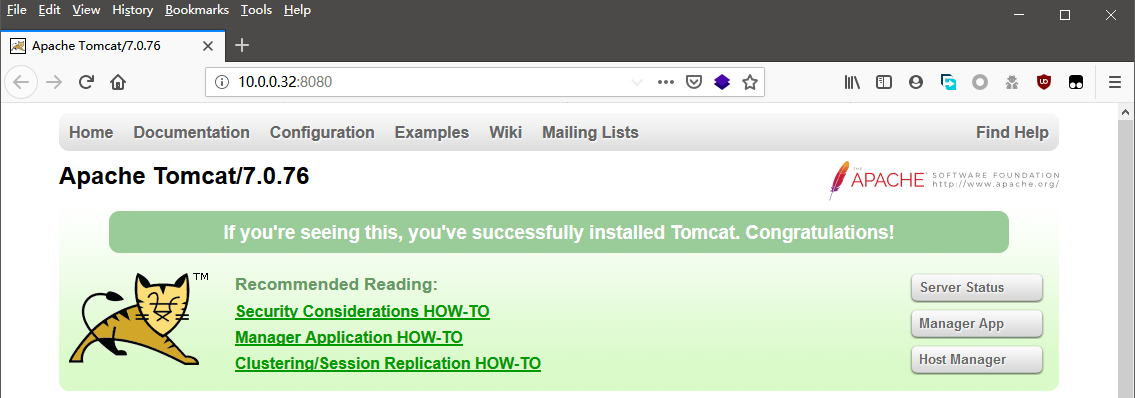 File Edit View History Bookmarks Tools Help
Apache Tomcat/7.0.76
10.0.0.32:8080
Home Documentation Configuration Examples Wiki Mailing Lists Find Help
Apache Tomcat/7.0.76
THE
APACHE SOFTWARE FOUNDATION
http://www.apache.org/
If you're seeing this, you've successfully installed Tomcat. Congratulations!
TM
Recommended Reading:
Security Considerations HOW-TO
Manager Application HOW-TO
Clustering/Session Replication HOW-TO
Server Status
Manager App
Host Manager